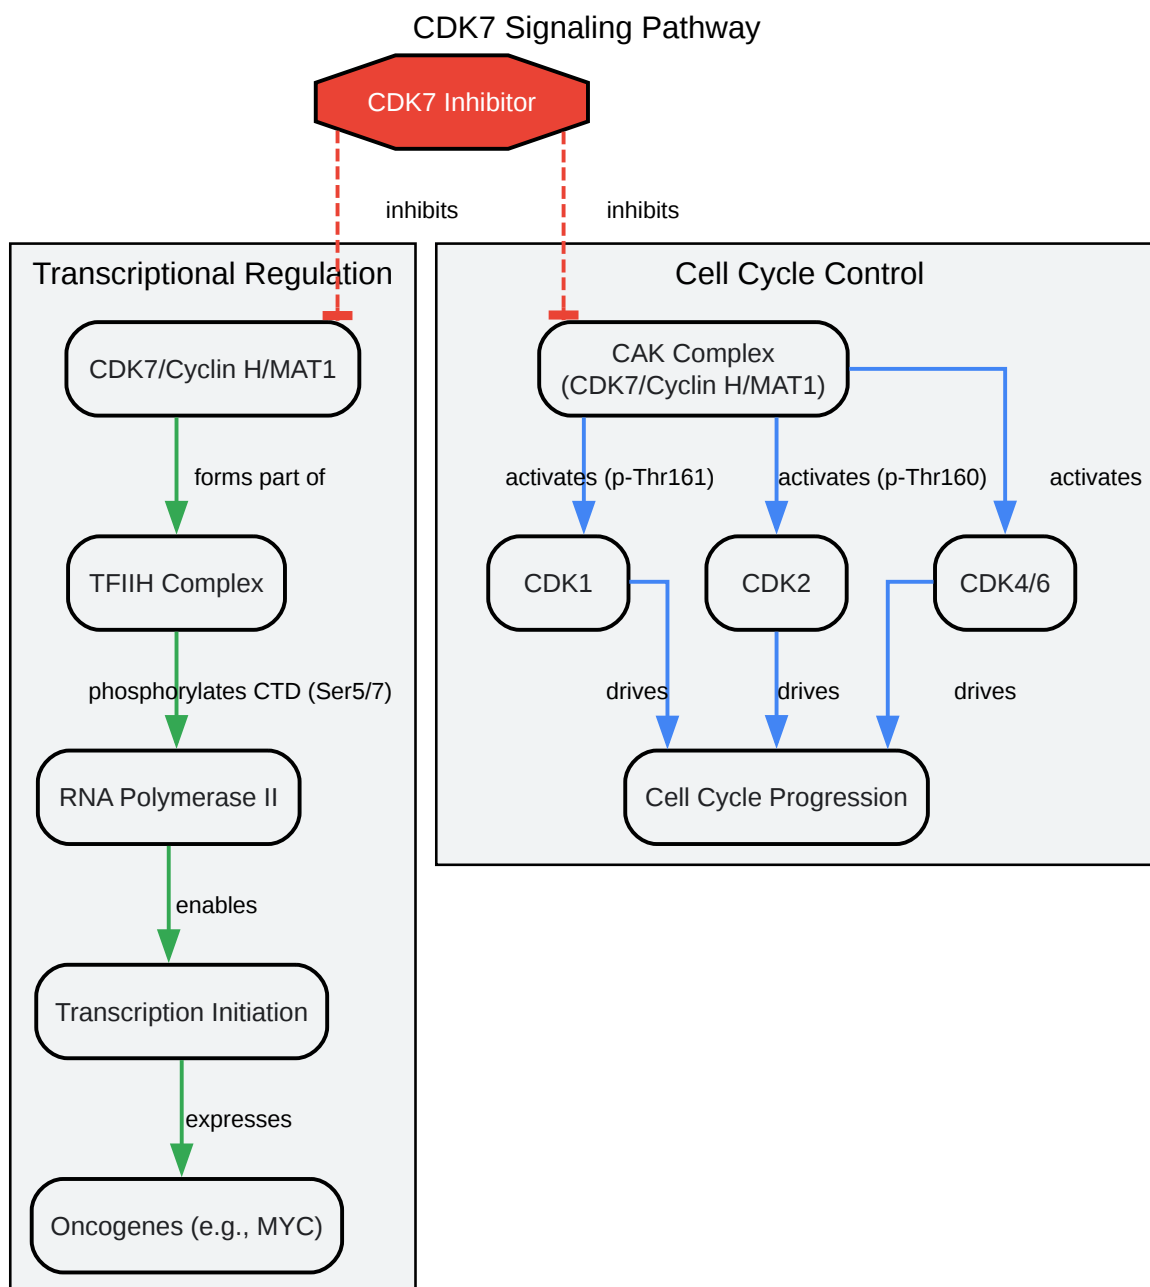 CDK7 Signaling Pathway
CDK7 Inhibitor
inhibits
inhibits
Transcriptional Regulation
CDK7/Cyclin H/MAT1
forms part of
TFIIH Complex
phosphorylates CTD (Ser5/7)
RNA Polymerase II
enables
Transcription Initiation
expresses
Oncogenes (e.g., MYC)
Cell Cycle Control
CAK Complex
(CDK7/Cyclin H/MAT1)
activates (p-Thr161)
activates (p-Thr160)
activates
CDK1
CDK2
CDK4/6
drives
drives
drives
Cell Cycle Progression